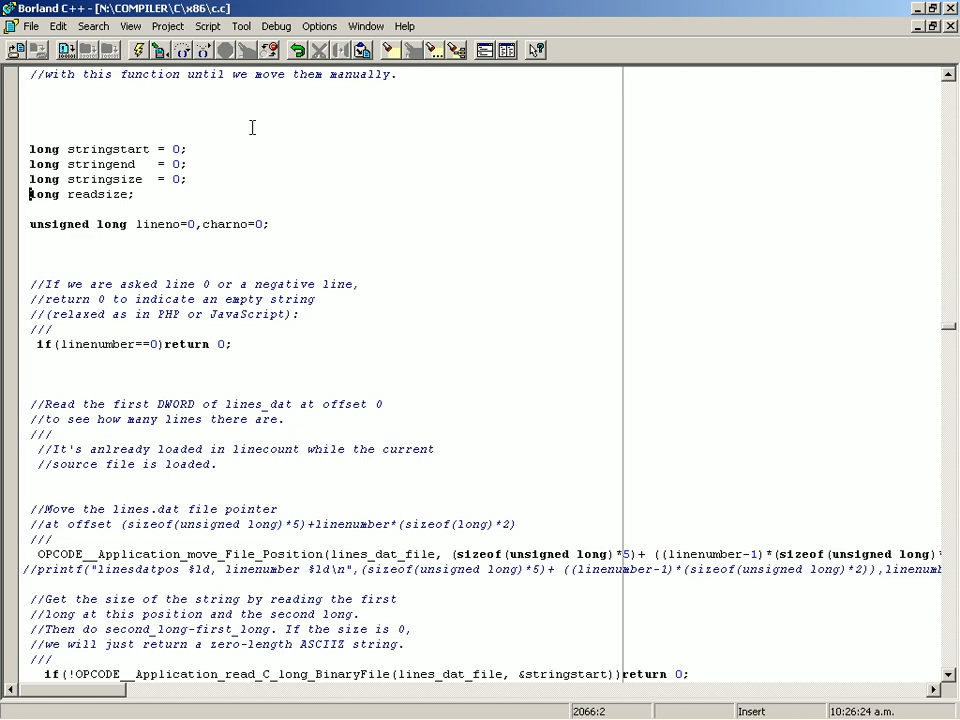 Borland C++ - [N:\COMPILER\C\x86\c.c]
File Edit Search View Project Script Tool Debug Options Window Help
//with this function until we move them manually.
long stringstart = 0;
long stringend   = 0;
long stringsize  = 0;
long readsize;
unsigned long lineno=0,charno=0;
//If we are asked line 0 or a negative line,
//return 0 to indicate an empty string
//(relaxed as in PHP or JavaScript):
///
if(linenumber==0)return 0;
//Read the first DWORD of lines_dat at offset 0
//to see how many lines there are.
///
//It's anlready loaded in linecount while the current
//source file is loaded.
//Move the lines.dat file pointer
//at offset (sizeof(unsigned long)*5)+linenumber*(sizeof(long)*2)
///
OPCODE__Application_move_File_Position(lines_dat_file, (sizeof(unsigned long)*5)+ ((linenumber-1)*(sizeof(unsigned long)*
//printf("linesdatpos %ld, linenumber %ld\n",(sizeof(unsigned long)*5)+ ((linenumber-1)*(sizeof(unsigned long)*2)),linenumb
//Get the size of the string by reading the first
//long at this position and the second long.
//Then do second_long-first_long. If the size is 0,
//we will just return a zero-length ASCIIZ string.
///
if(!OPCODE__Application_read_C_long_BinaryFile(lines_dat_file, &stringstart))return 0;
2066:2 Insert 10:26:24 a.m.